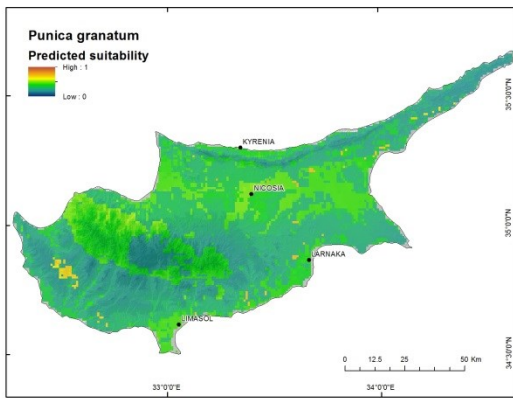 Punica granatum
Predicted suitability
High : 1
Low : 0
KYRENIA
NICOSIA
LARNAKA
LIMASOL
35°30'0"N
35°0'0"N
34°30'0"N
0 12.5 25 50 Km
33°0'0"E 34°0'0"E